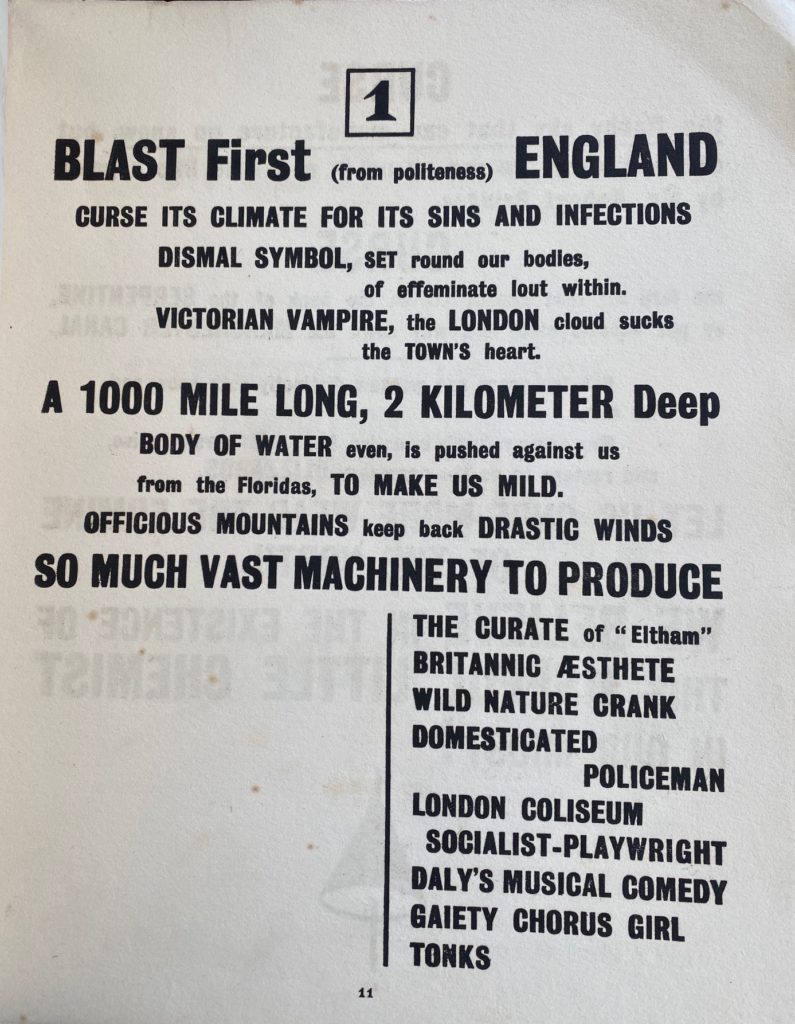 1
BLAST First (from politeness) ENGLAND
CURSE ITS CLIMATE FOR ITS SINS AND INFECTIONS
DISMAL SYMBOL, SET round our bodies,
of effeminate lout within.
VICTORIAN VAMPIRE, the LONDON cloud sucks
the TOWN'S heart.
A 1000 MILE LONG, 2 KILOMETER Deep
BODY OF WATER even, is pushed against us
from the Floridas, TO MAKE US MILD.
OFFICIOUS MOUNTAINS keep back DRASTIC WINDS
SO MUCH VAST MACHINERY TO PRODUCE
THE CURATE of "Eltham"
BRITANNIC ÆSTHETE
WILD NATURE CRANK
DOMESTICATED
POLICEMAN
LONDON COLISEUM
SOCIALIST-PLAYWRIGHT
DALY'S MUSICAL COMEDY
GAIETY CHORUS GIRL
TONKS
11